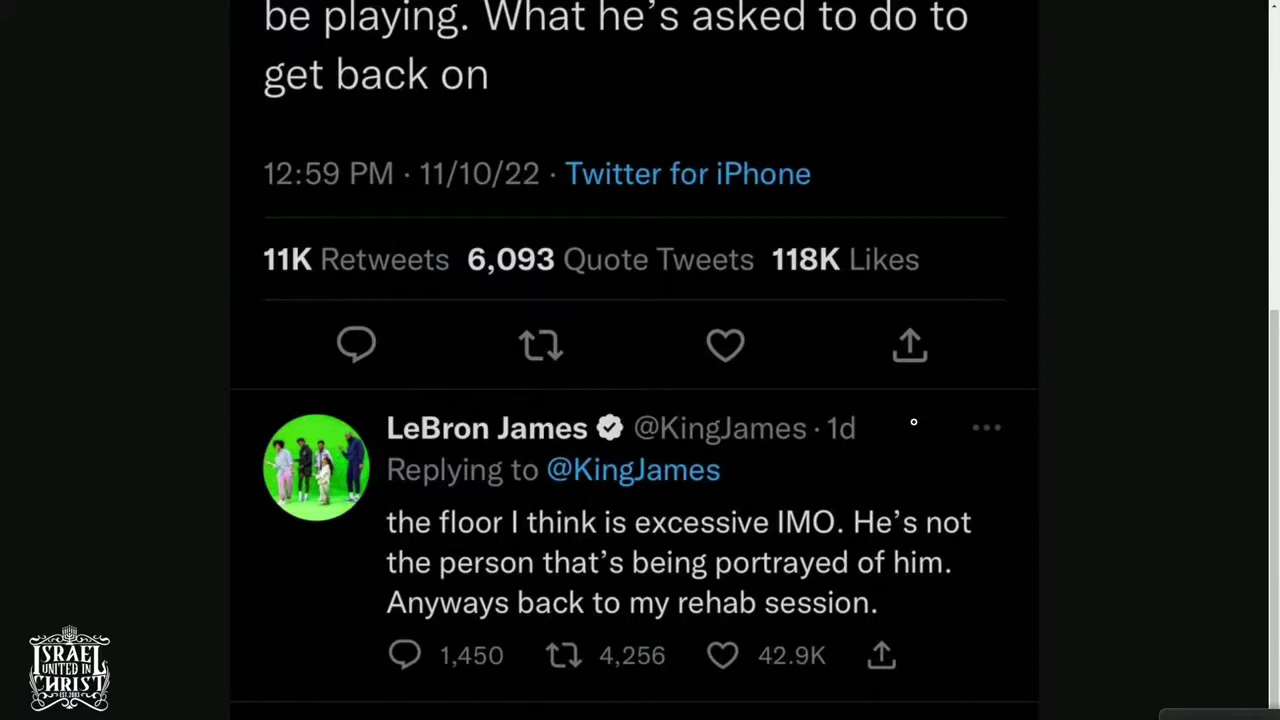 be playing. What he's asked to do to
get back on
12:59 PM · 11/10/22 · Twitter for iPhone
11K Retweets 6,093 Quote Tweets 118K Likes
LeBron James @KingJames · 1d
Replying to @KingJames
the floor I think is excessive IMO. He's not
the person that's being portrayed of him.
Anyways back to my rehab session.
1,450 4,256 42.9K
ISRAEL
UNITED IN
CHRIST
EST. 2003